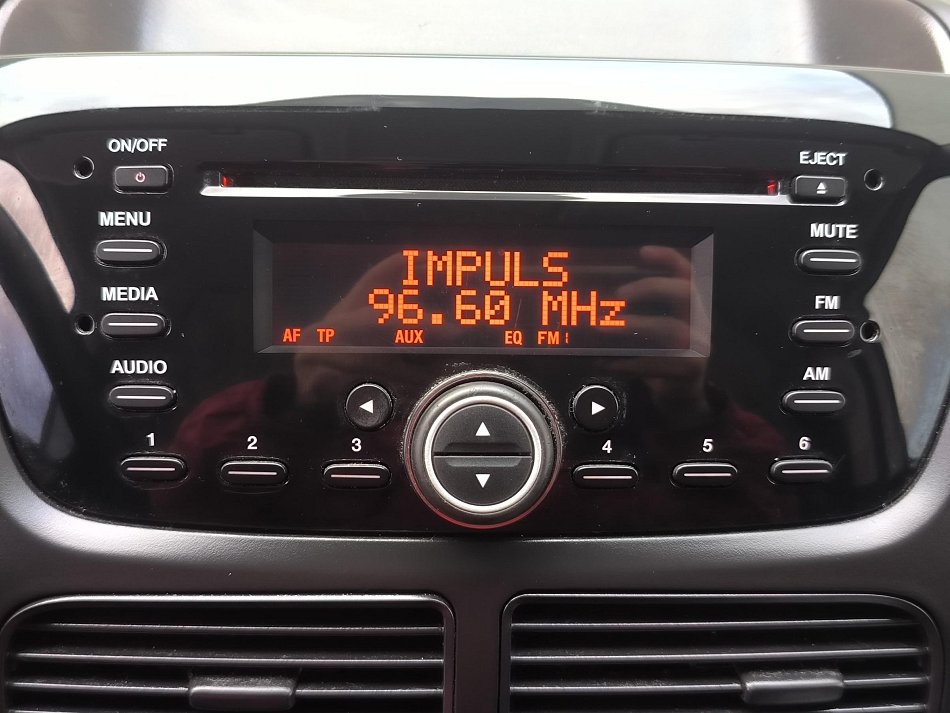 ON/OFF
EJECT
MENU
MUTE
IMPULS
96.60 MHz
MEDIA
FM
AF TP AUX EQ FM 1
AUDIO
AM
1 2 3 4 5 6